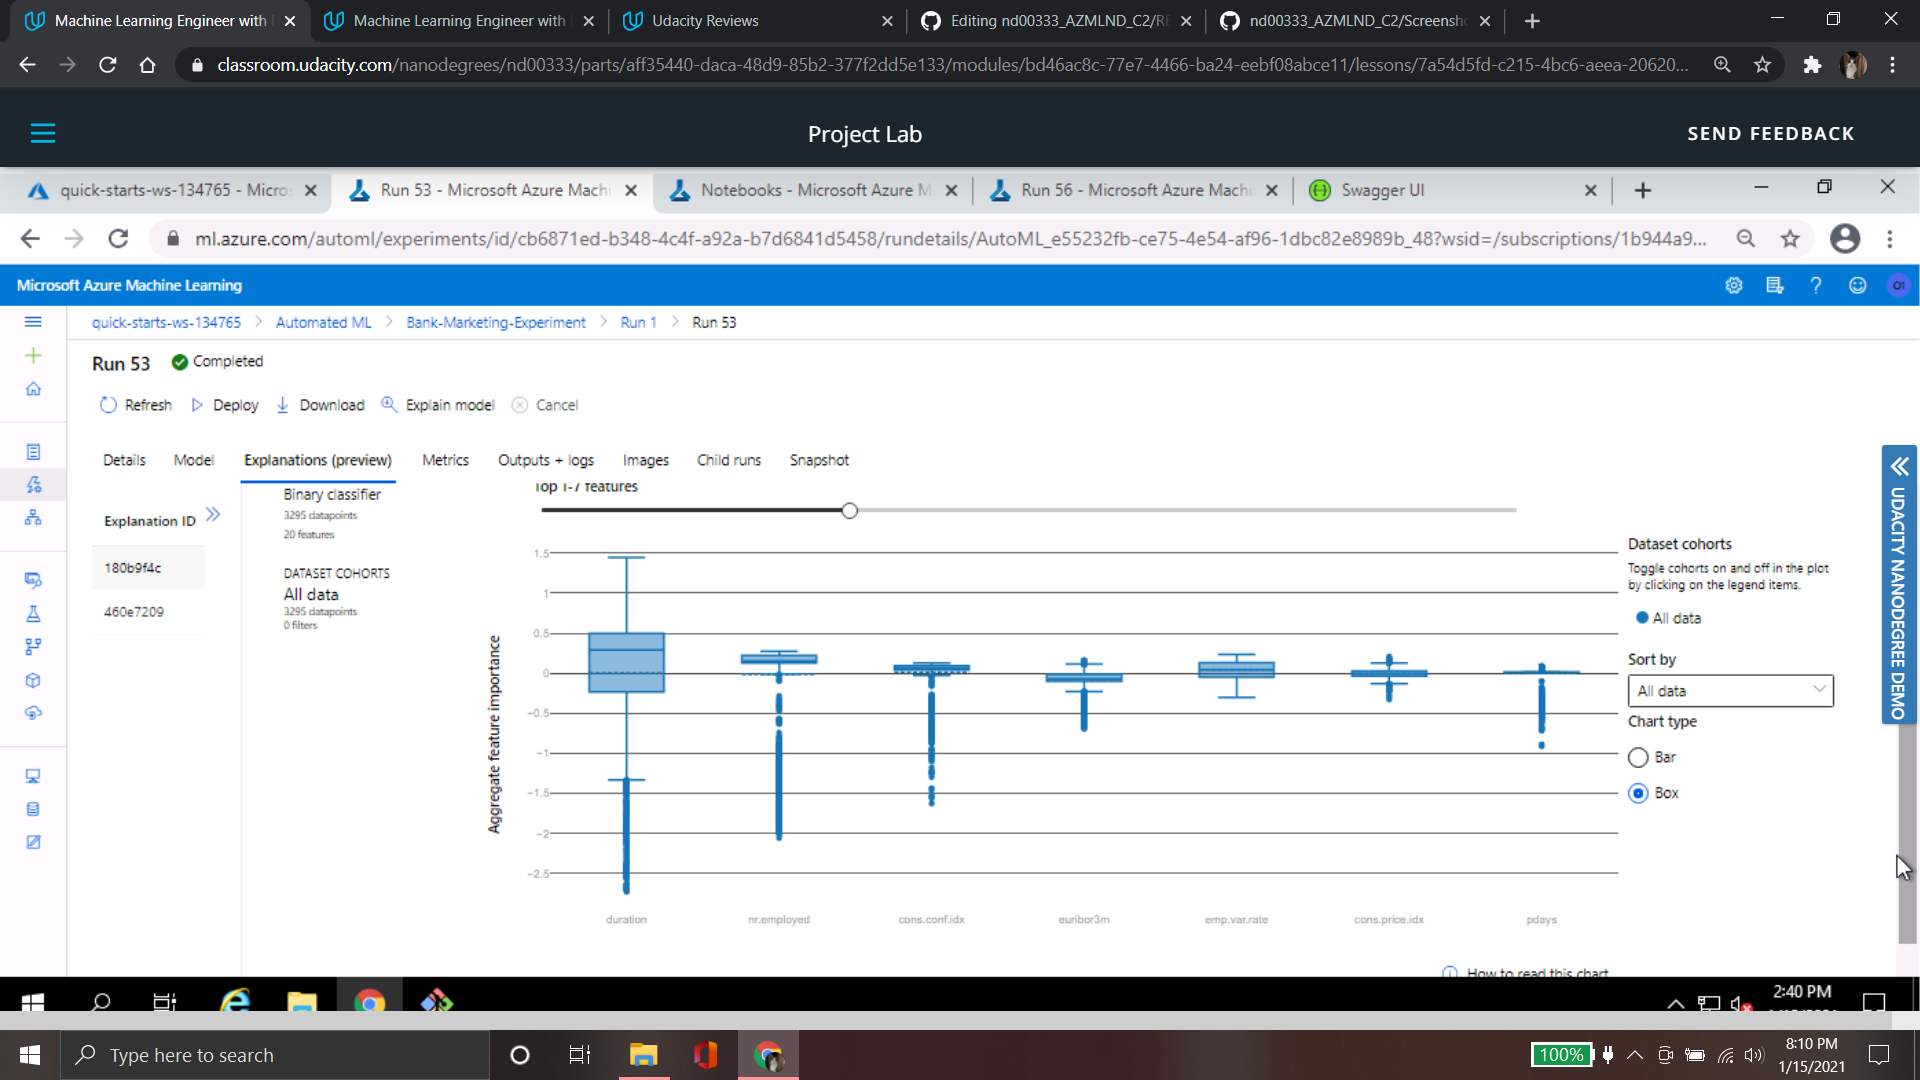 Machine Learning Engineer with
Machine Learning Engineer with
Udacity Reviews
Editing nd00333_AZMLND_C2/RE
nd00333_AZMLND_C2/Screensho
classroom.udacity.com/nanodegrees/nd00333/parts/aff35440-daca-48d9-85b2-377f2dd5e133/modules/bd46ac8c-77e7-4466-ba24-eebf08abce11/lessons/7a54d5fd-c215-4bc6-aeea-20620...
Project Lab
SEND FEEDBACK
quick-starts-ws-134765 - Micros
Run 53 - Microsoft Azure Machi
Notebooks - Microsoft Azure M
Run 56 - Microsoft Azure Machi
Swagger UI
ml.azure.com/automl/experiments/id/cb6871ed-b348-4c4f-a92a-b7d6841d5458/rundetails/AutoML_e55232fb-ce75-4e54-af96-1dbc82e8989b_48?wsid=/subscriptions/1b944a9...
Microsoft Azure Machine Learning
quick-starts-ws-134765 > Automated ML > Bank-Marketing-Experiment > Run 1 > Run 53
Run 53 Completed
Refresh Deploy Download Explain model Cancel
Details Model Explanations (preview) Metrics Outputs + logs Images Child runs Snapshot
Explanation ID
180b9f4c
460e7209
Binary classifier
3295 datapoints
20 features
DATASET COHORTS
All data
3295 datapoints
0 filters
Top 1-7 features
Aggregate feature importance
1.5
1
0.5
0
−0.5
−1
−1.5
−2
−2.5
duration nr.employed cons.conf.idx euribor3m emp.var.rate cons.price.idx pdays
Dataset cohorts
Toggle cohorts on and off in the plot
by clicking on the legend items.
All data
Sort by
All data
Chart type
Bar
Box
How to read this chart
UDACITY NANODEGREE DEMO
2:40 PM
Type here to search
100%
8:10 PM
1/15/2021